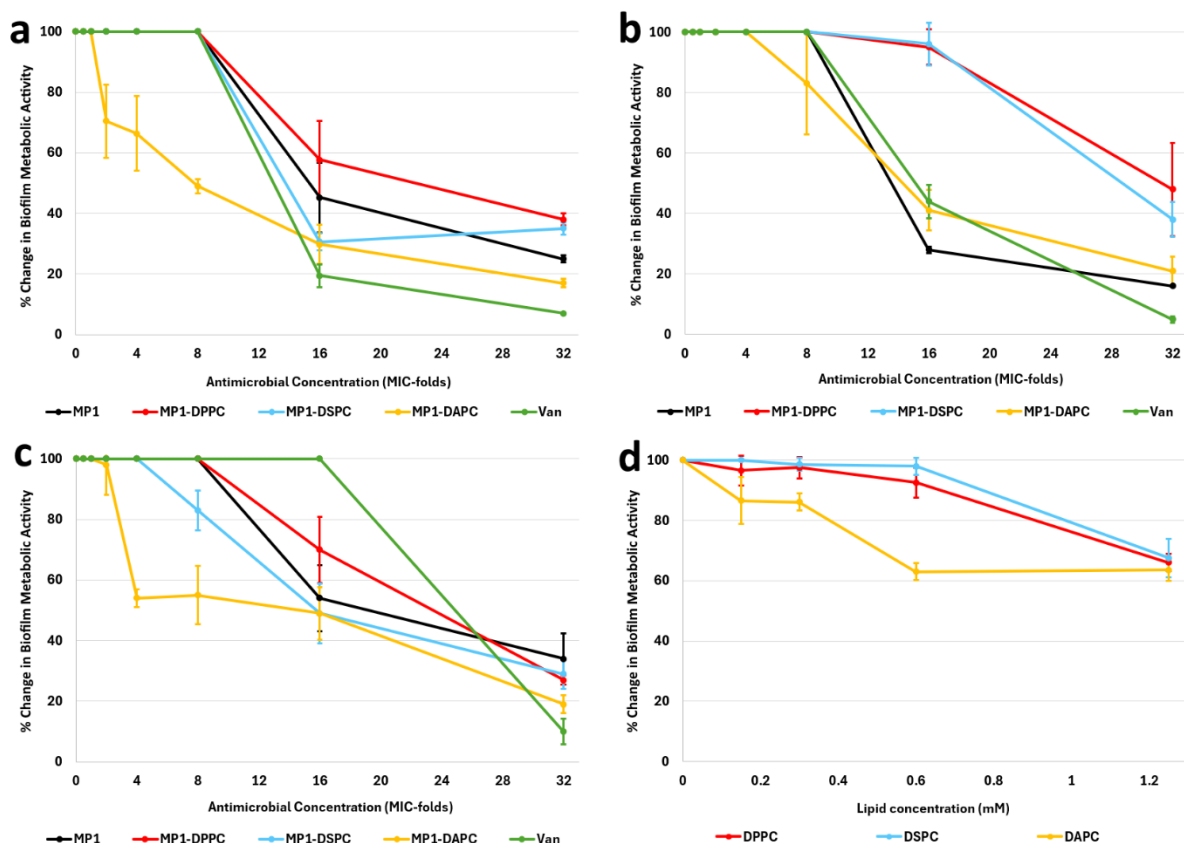 a
% Change in Biofilm Metabolic Activity
100
80
60
40
20
0
0 4 8 12 16 20 24 28 32
Antimicrobial Concentration (MIC-folds)
MP1 MP1-DPPC MP1-DSPC MP1-DAPC Van
b
% Change in Biofilm Metabolic Activity
100
80
60
40
20
0
0 4 8 12 16 20 24 28 32
Antimicrobial Concentration (MIC-folds)
MP1 MP1-DPPC MP1-DSPC MP1-DAPC Van
c
% Change in Biofilm Metabolic Activity
100
80
60
40
20
0
0 4 8 12 16 20 24 28 32
Antimicrobial Concentration (MIC-folds)
MP1 MP1-DPPC MP1-DSPC MP1-DAPC Van
d
% Change in Biofilm Metabolic Activity
100
80
60
40
20
0
0 0.2 0.4 0.6 0.8 1 1.2
Lipid concentration (mM)
DPPC DSPC DAPC